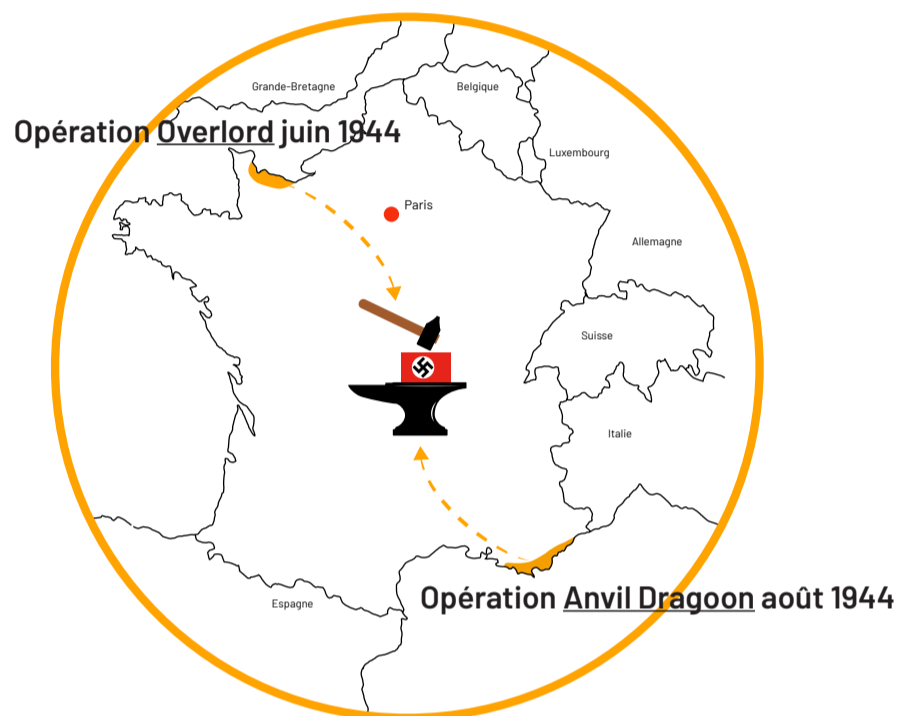 Grande-Bretagne
Belgique
Opération Overlord juin 1944
Luxembourg
Paris
Allemagne
Suisse
Italie
Opération Anvil Dragoon août 1944
Espagne